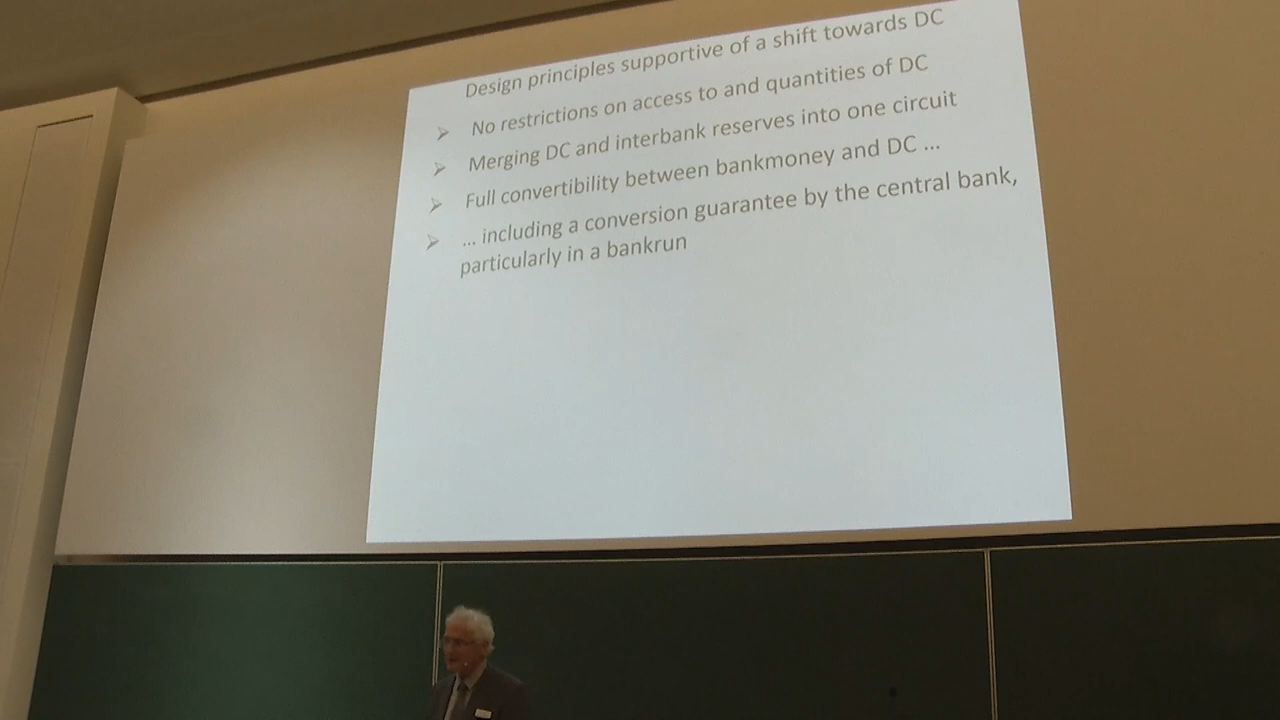 Design principles supportive of a shift towards DC
No restrictions on access to and quantities of DC
Merging DC and interbank reserves into one circuit
Full convertibility between bankmoney and DC ...
... including a conversion guarantee by the central bank,
particularly in a bankrun